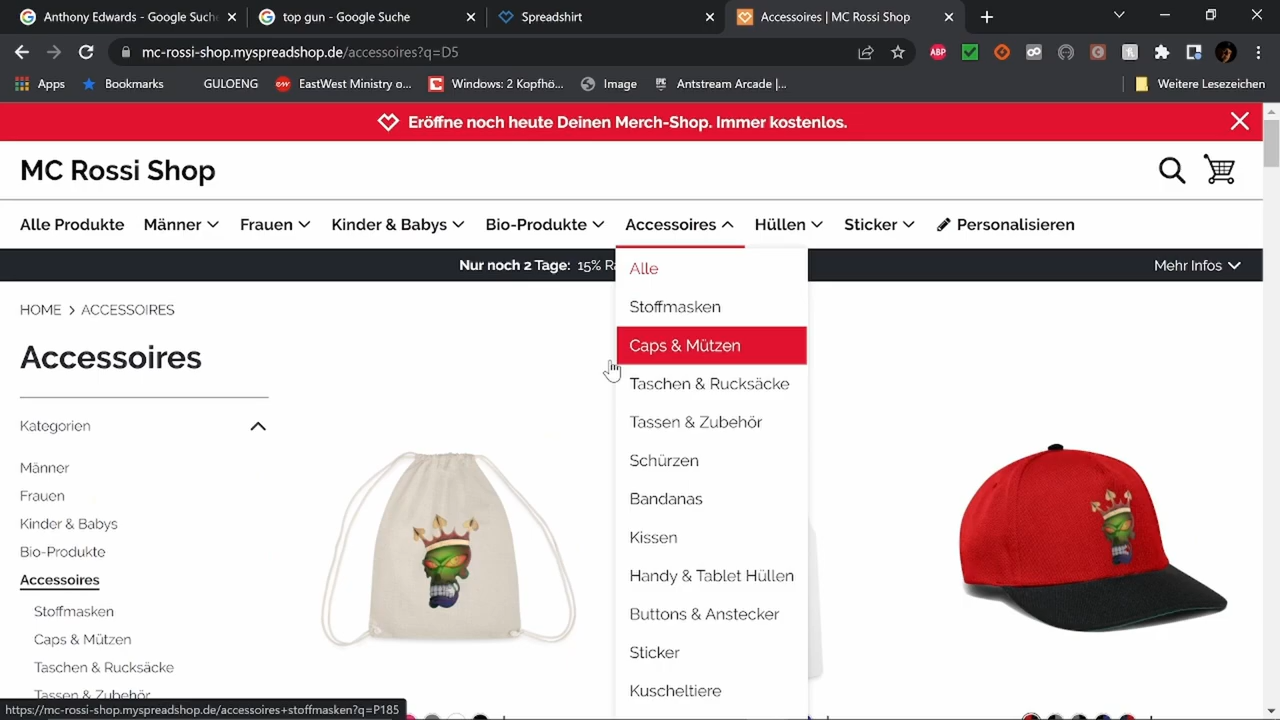 Anthony Edwards - Google Suche
top gun - Google Suche
Spreadshirt
Accessoires | MC Rossi Shop
mc-rossi-shop.myspreadshop.de/accessoires?q=D5
ABP
Apps
Bookmarks
GULOENG
EastWest Ministry o...
Windows: 2 Kopfhö...
Image
Antstream Arcade |...
Weitere Lesezeichen
Eröffne noch heute Deinen Merch-Shop. Immer kostenlos.
MC Rossi Shop
Alle Produkte
Männer
Frauen
Kinder & Babys
Bio-Produkte
Accessoires
Hüllen
Sticker
Personalisieren
Nur noch 2 Tage: 15% Ra
Mehr Infos
Alle
Stoffmasken
Caps & Mützen
Taschen & Rucksäcke
Tassen & Zubehör
Schürzen
Bandanas
Kissen
Handy & Tablet Hüllen
Buttons & Anstecker
Sticker
Kuscheltiere
HOME > ACCESSOIRES
Accessoires
Kategorien
Männer
Frauen
Kinder & Babys
Bio-Produkte
Accessoires
Stoffmasken
Caps & Mützen
Taschen & Rucksäcke
Tassen & Zubehör
https://mc-rossi-shop.myspreadshop.de/accessoires+stoffmasken?q=P185